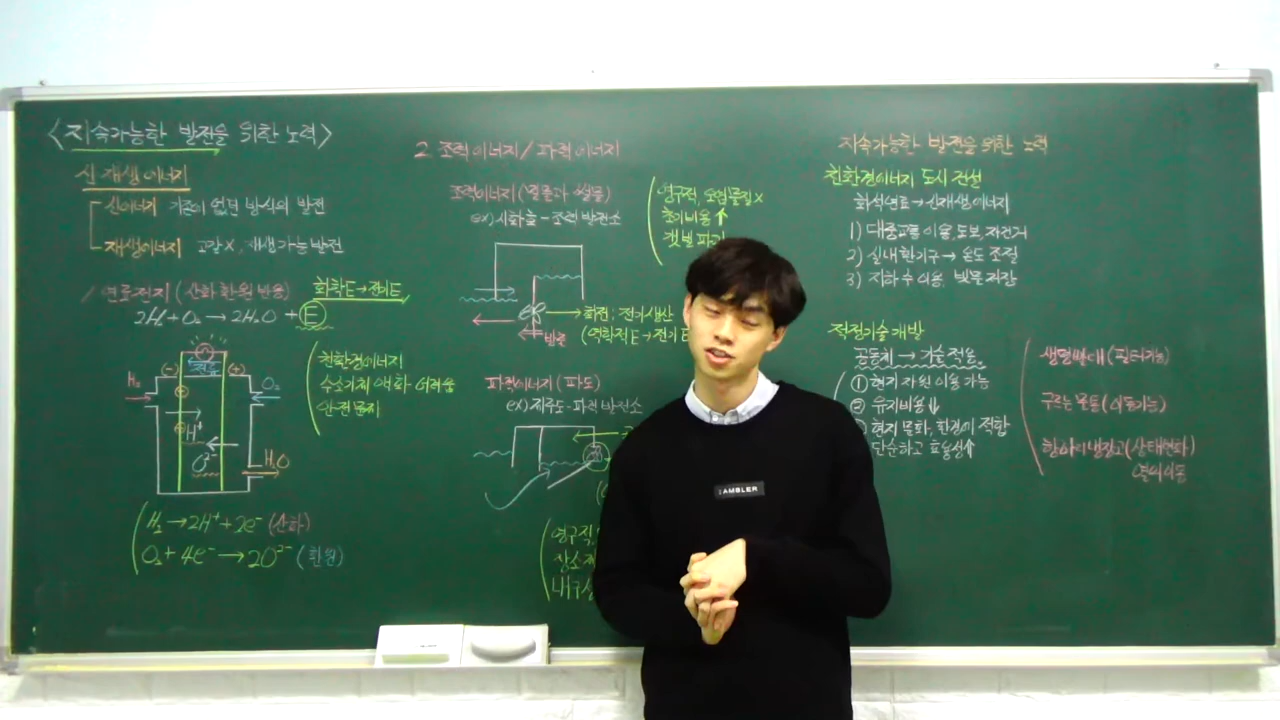 <지속가능한 발전을 위한 노력>
신·재생에너지
신에너지 기존에 없던 방식의 발전
재생에너지 고갈X, 재생가능 발전
1. 연료전지 (산화 환원 반응) 화학E→전기E
2H₂+O₂→2H₂O+Ⓔ
친환경에너지
수소기체 액화 어려움
안전문제
(-) (+)
H₂
O₂
H⁺
O²⁻
H₂O
H₂→2H⁺+2e⁻ (산화)
O₂+4e⁻→2O²⁻ (환원)
2. 조력에너지/파력에너지
조력에너지 (밀물과 썰물)
ex) 시화호-조력 발전소
영구적, 오염물질X
초기비용↑
갯벌 파괴
회전: 전기생산
(역학적E→전기E
썰물
파력에너지 (파도)
ex) 제주도-파력 발전소
영구적
장소
내구성
지속가능한 발전을 위한 노력
친환경에너지 도시 건설
화석연료→신재생에너지
1) 대중교통 이용, 도보, 자전거
2) 실내 환기구→온도 조절
3) 지하수 이용, 빗물 저장
적정기술 개발
공동체→기술 적용
① 현지 자원 이용 가능
② 유지비용↓
현지 문화, 환경에 적합
단순하고 효율성↑
생명빨대 (필터기능)
구르는 물통 (이동가능)
항아리 냉장고 (상태변화)
열의 이동
TAMBLER